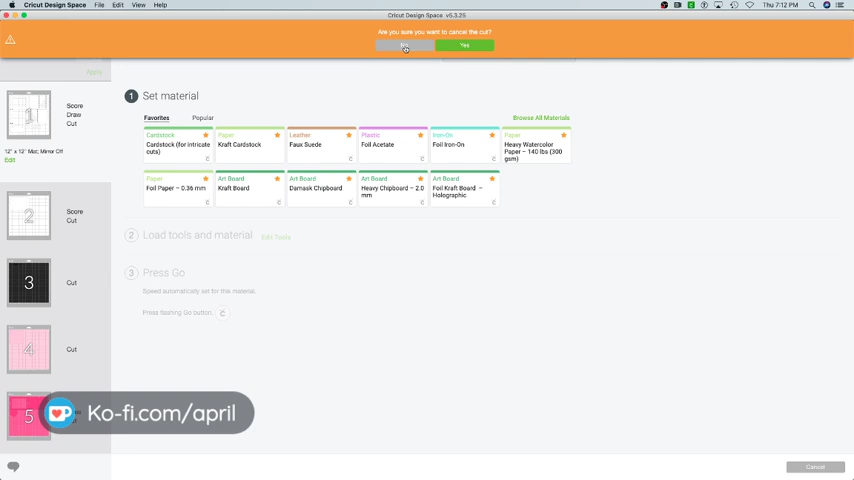 Cricut Design Space File Edit View Help
Thu 7:12 PM
Cricut Design Space v5.3.25
Are you sure you want to cancel the cut?
No Yes
Apply
1 Set material
Favorites Popular Browse All Materials
Score
Draw
Cut
12" x 12" Mat; Mirror Off
Edit
Cardstock
Cardstock (for intricate cuts)
Paper
Kraft Cardstock
Leather
Faux Suede
Plastic
Foil Acetate
Iron-On
Foil Iron-On
Paper
Heavy Watercolor
Paper – 140 lbs (300
gsm)
Paper
Foil Paper – 0.36 mm
Art Board
Kraft Board
Art Board
Damask Chipboard
Art Board
Heavy Chipboard – 2.0
mm
Art Board
Foil Kraft Board –
Holographic
1
2
Score
Cut
3
Cut
4
Cut
5
2 Load tools and material Edit Tools
3 Press Go
Speed automatically set for this material.
Press flashing Go button.
Ko-fi.com/april
Cancel